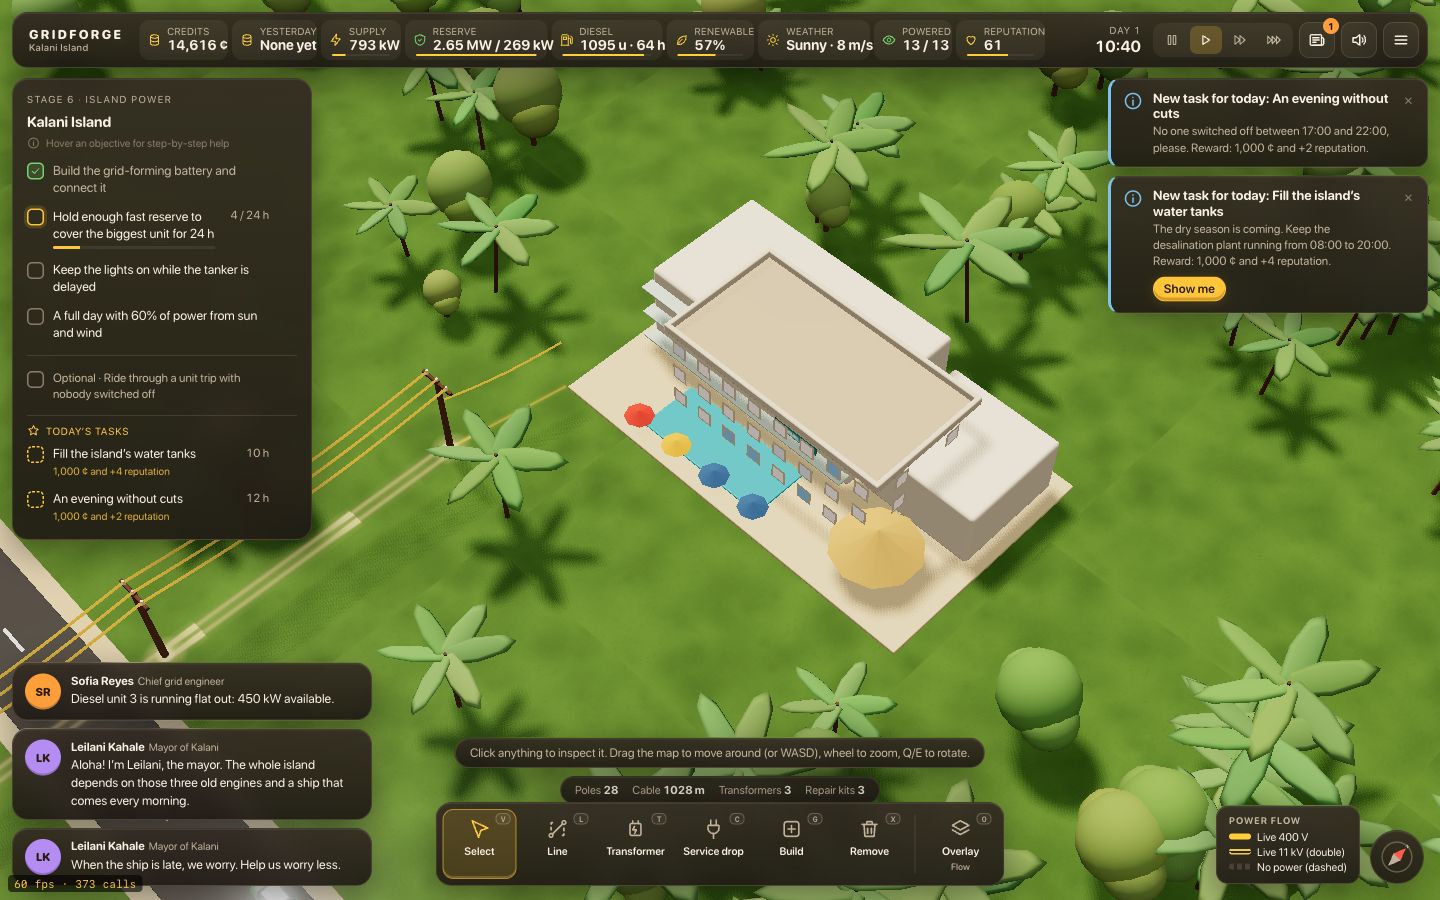 GRIDFORGE
Kalani Island
CREDITS
14,616 ¢
YESTERDAY
None yet
SUPPLY
793 kW
RESERVE
2.65 MW / 269 kW
DIESEL
1095 u · 64 h
RENEWABLE
57%
WEATHER
Sunny · 8 m/s
POWERED
13 / 13
REPUTATION
61
DAY 1
10:40
1
STAGE 6 · ISLAND POWER
Kalani Island
Hover an objective for step-by-step help
Build the grid-forming battery and
connect it
Hold enough fast reserve to
cover the biggest unit for 24 h
4 / 24 h
Keep the lights on while the tanker is
delayed
A full day with 60% of power from sun
and wind
Optional · Ride through a unit trip with
nobody switched off
TODAY'S TASKS
Fill the island's water tanks
10 h
1,000 ¢ and +4 reputation
An evening without cuts
12 h
1,000 ¢ and +2 reputation
New task for today: An evening without
cuts
No one switched off between 17:00 and 22:00,
please. Reward: 1,000 ¢ and +2 reputation.
New task for today: Fill the island's
water tanks
The dry season is coming. Keep the
desalination plant running from 08:00 to 20:00.
Reward: 1,000 ¢ and +4 reputation.
Show me
SR
Sofia Reyes Chief grid engineer
Diesel unit 3 is running flat out: 450 kW available.
LK
Leilani Kahale Mayor of Kalani
Aloha! I'm Leilani, the mayor. The whole island
depends on those three old engines and a ship that
comes every morning.
LK
Leilani Kahale Mayor of Kalani
When the ship is late, we worry. Help us worry less.
60 fps · 373 calls
Click anything to inspect it. Drag the map to move around (or WASD), wheel to zoom, Q/E to rotate.
Poles 28 Cable 1028 m Transformers 3 Repair kits 3
V
Select
L
Line
T
Transformer
C
Service drop
G
Build
X
Remove
O
Overlay
Flow
POWER FLOW
Live 400 V
Live 11 kV (double)
No power (dashed)